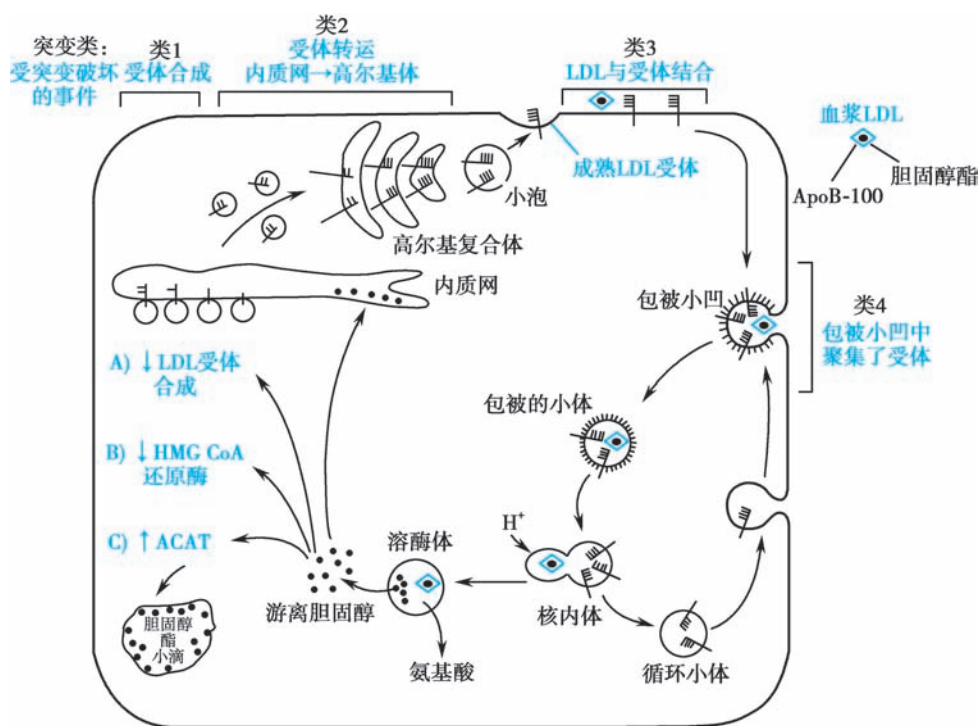 突变类：
受突变破坏
的事件
类1
受体合成
类2
受体转运
内质网→高尔基体
类3
LDL与受体结合
血浆LDL
胆固醇酯
ApoB-100
成熟LDL受体
小泡
高尔基复合体
内质网
包被小凹
类4
包被小凹中
聚集了受体
A) ↓LDL受体
合成
包被的小体
B) ↓HMG CoA
还原酶
H⁺
C) ↑ACAT
溶酶体
游离胆固醇
核内体
胆固醇
酯
小滴
氨基酸
循环小体